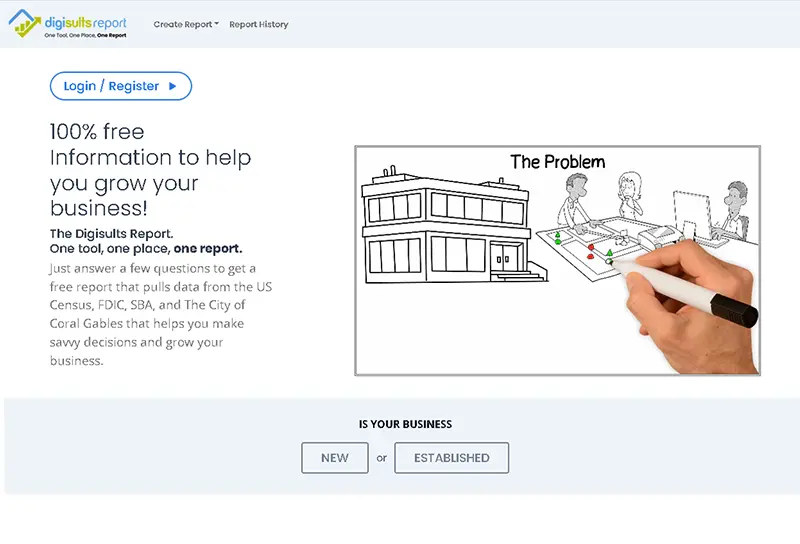 digisuits report
One Tool, One Place, One Report
Create Report
Report History
Login / Register
100% free
Information to help
you grow your
business!
The Digisuits Report.
One tool, one place, one report.
Just answer a few questions to get a
free report that pulls data from the US
Census, FDIC, SBA, and The City of
Coral Gables that helps you make
savvy decisions and grow your
business.
The Problem
IS YOUR BUSINESS
NEW or ESTABLISHED